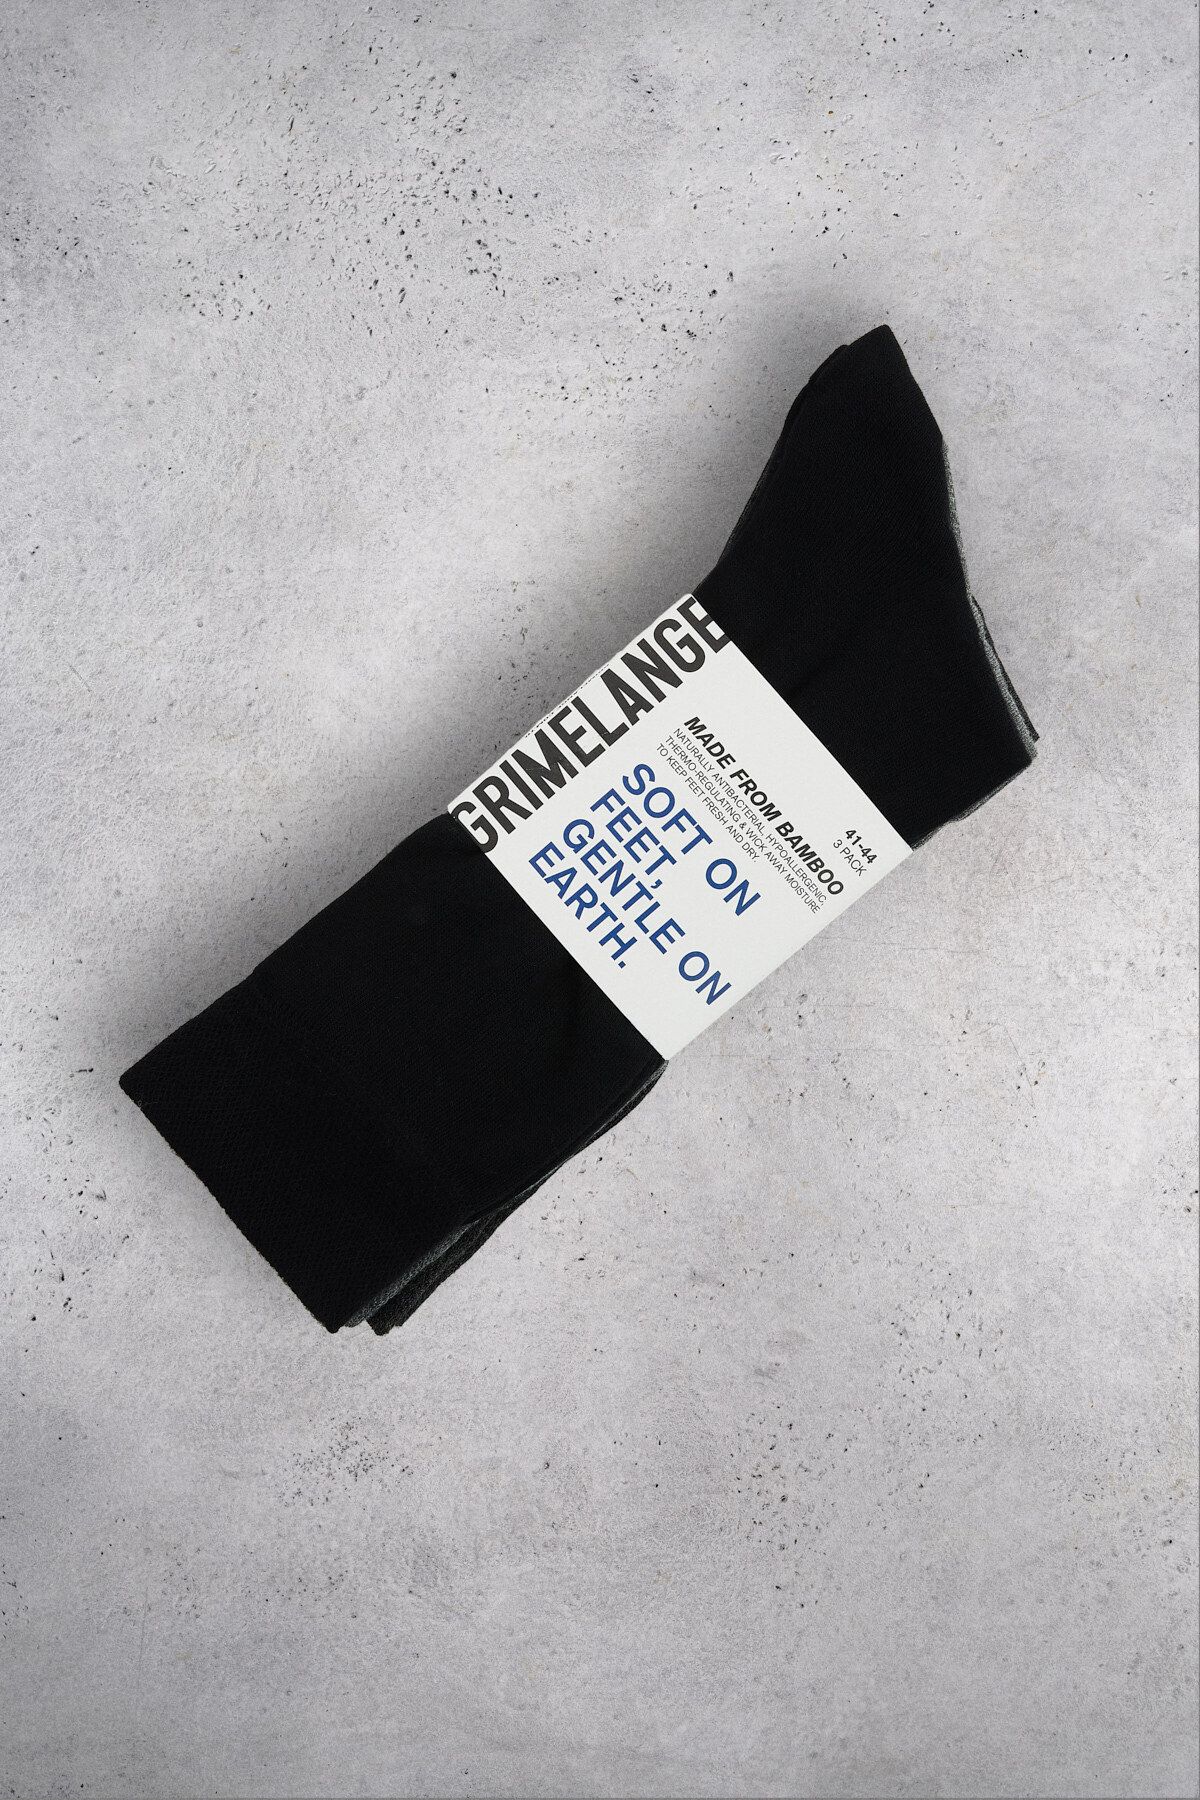 GRIMELANGE
MADE FROM BAMBOO
NATURALLY ANTIBACTERIAL, HYPOALLERGENIC,
THERMO-REGULATING & WICK AWAY MOISTURE
TO KEEP FEET FRESH AND DRY.
41-44
3 PACK
SOFT ON
FEET,
GENTLE ON
EARTH.